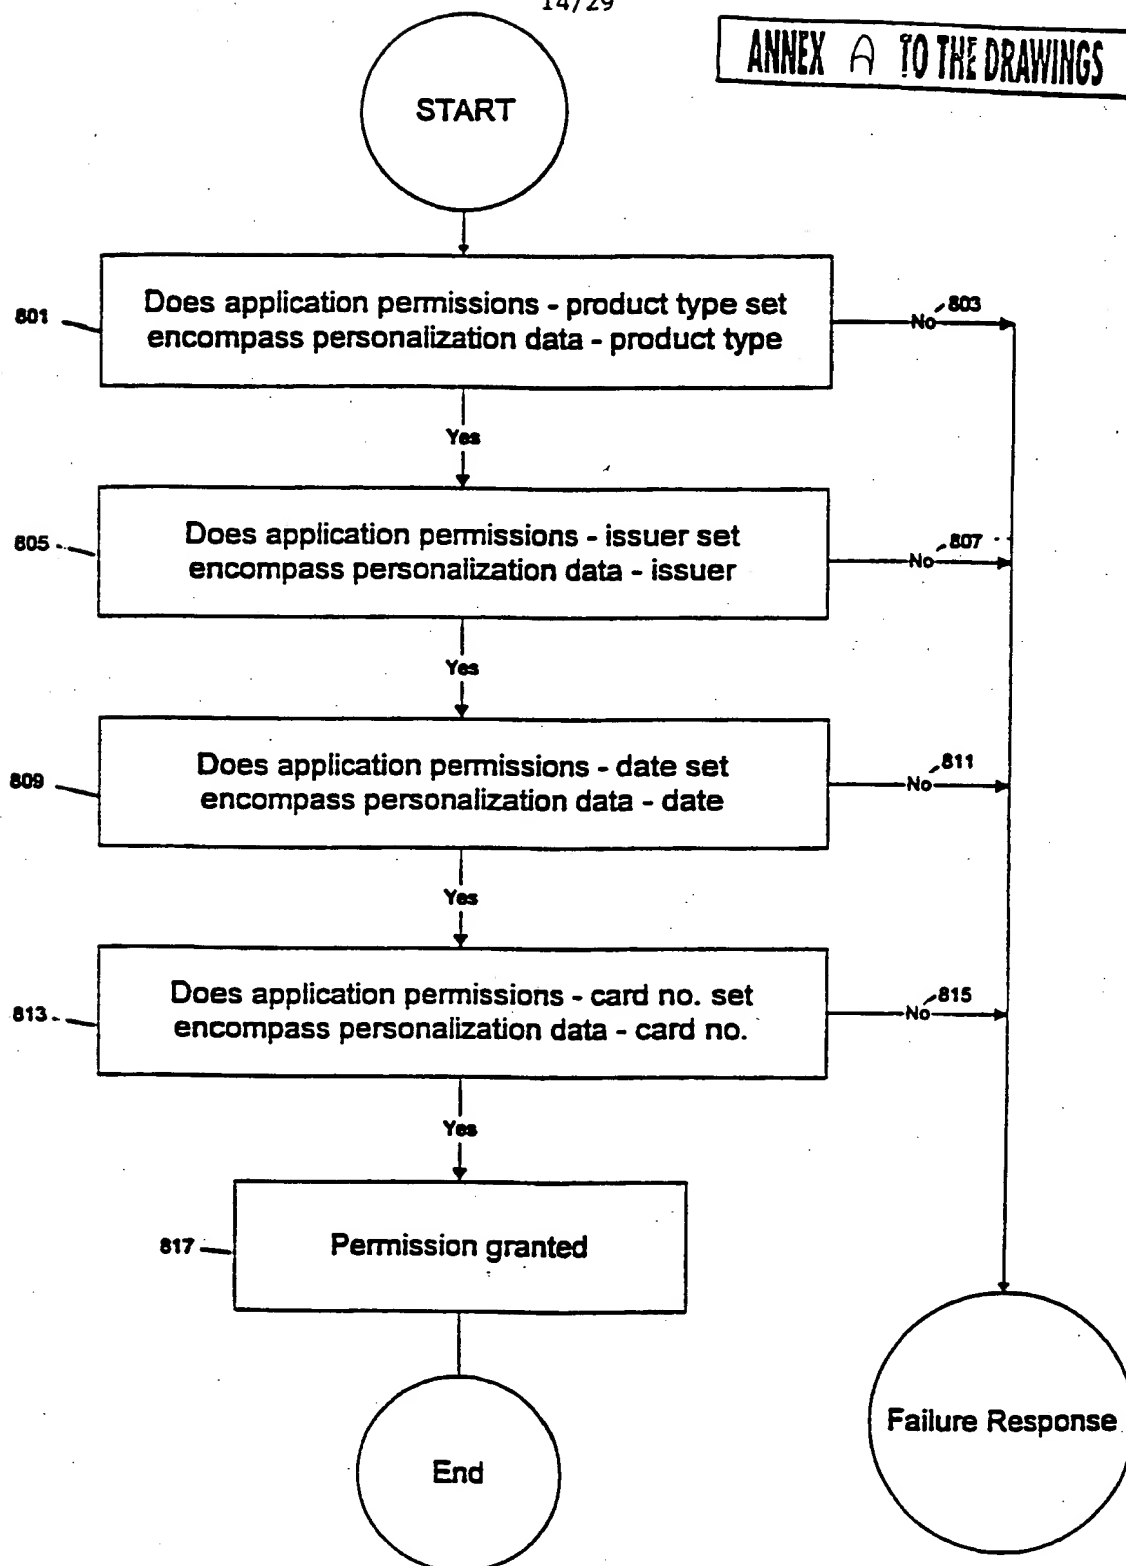 14/29
ANNEX A TO THE DRAWINGS
START
801
Does application permissions - product type set
encompass personalization data - product type
No
803
Yes
805
Does application permissions - issuer set
encompass personalization data - issuer
No
807
Yes
809
Does application permissions - date set
encompass personalization data - date
No
811
Yes
813
Does application permissions - card no. set
encompass personalization data - card no.
No
815
Yes
817
Permission granted
Failure Response
End